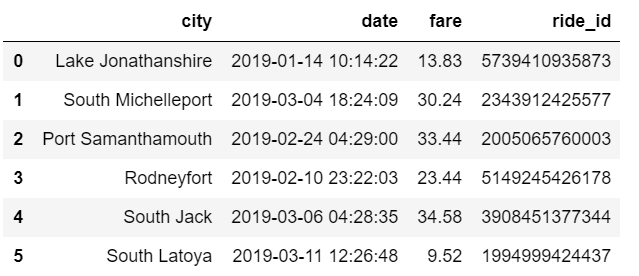 city date fare ride_id
0 Lake Jonathanshire 2019-01-14 10:14:22 13.83 5739410935873
1 South Michelleport 2019-03-04 18:24:09 30.24 2343912425577
2 Port Samanthamouth 2019-02-24 04:29:00 33.44 2005065760003
3 Rodneyfort 2019-02-10 23:22:03 23.44 5149245426178
4 South Jack 2019-03-06 04:28:35 34.58 3908451377344
5 South Latoya 2019-03-11 12:26:48 9.52 1994999424437